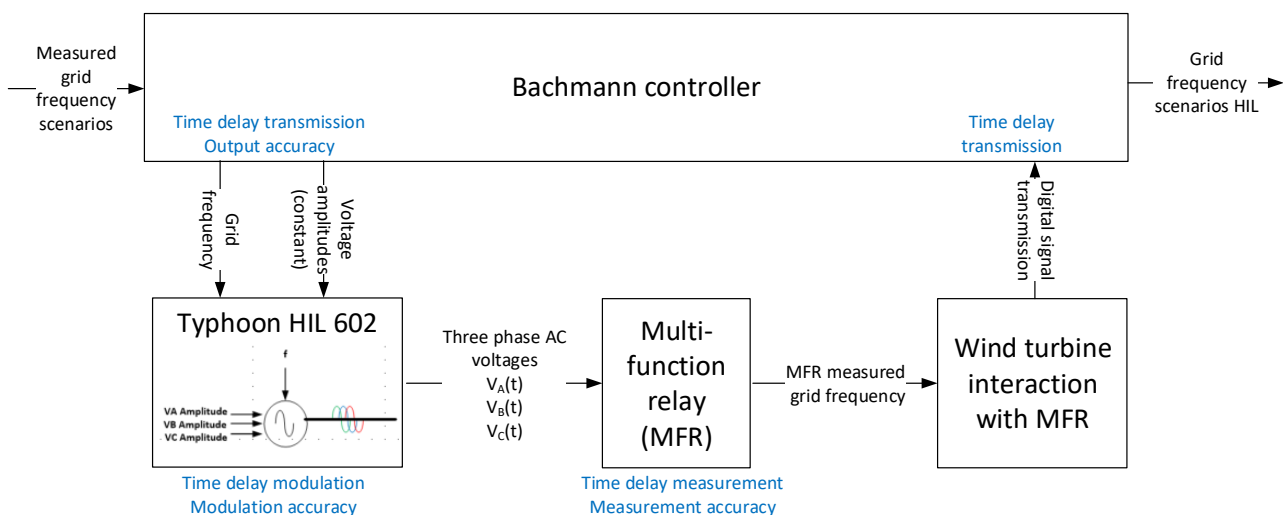 Measured
grid
frequency
scenarios
Bachmann controller
Grid
frequency
scenarios HIL
Time delay transmission
Output accuracy
Time delay
transmission
Grid
frequency
Voltage
amplitudes
(constant)
Digital signal
transmission
Typhoon HIL 602
f
VA Amplitude
VB Amplitude
VC Amplitude
Three phase AC
voltages
VA(t)
VB(t)
VC(t)
Multi-
function
relay
(MFR)
MFR measured
grid frequency
Wind turbine
interaction
with MFR
Time delay modulation
Modulation accuracy
Time delay measurement
Measurement accuracy